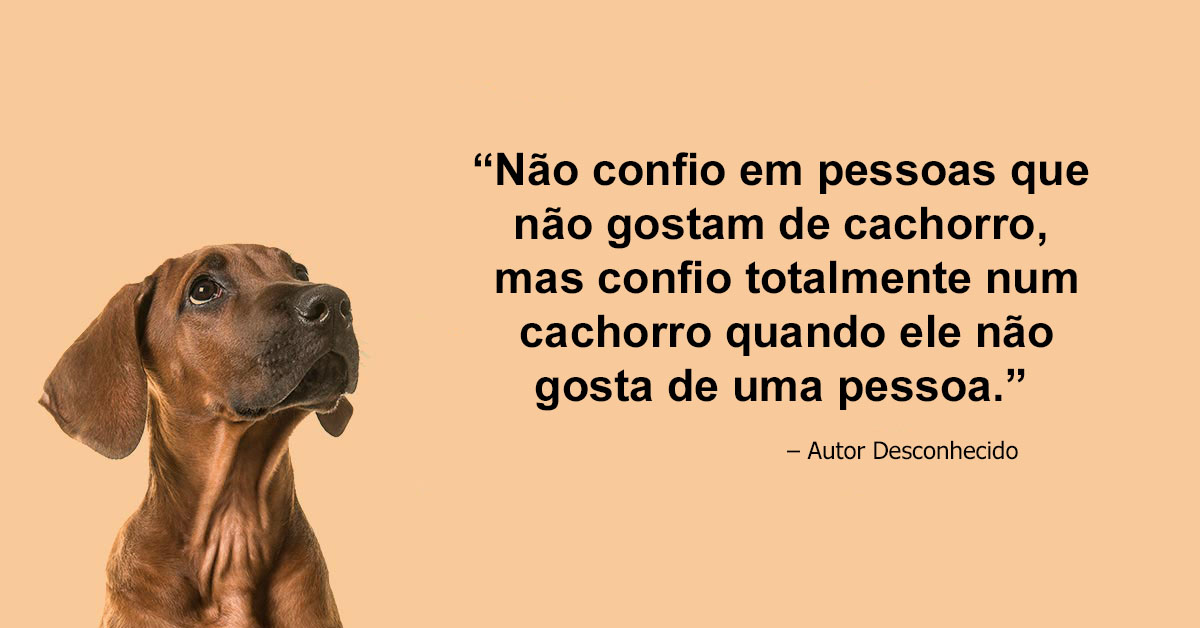 “Não confio em pessoas que
não gostam de cachorro,
mas confio totalmente num
cachorro quando ele não
gosta de uma pessoa.”
– Autor Desconhecido